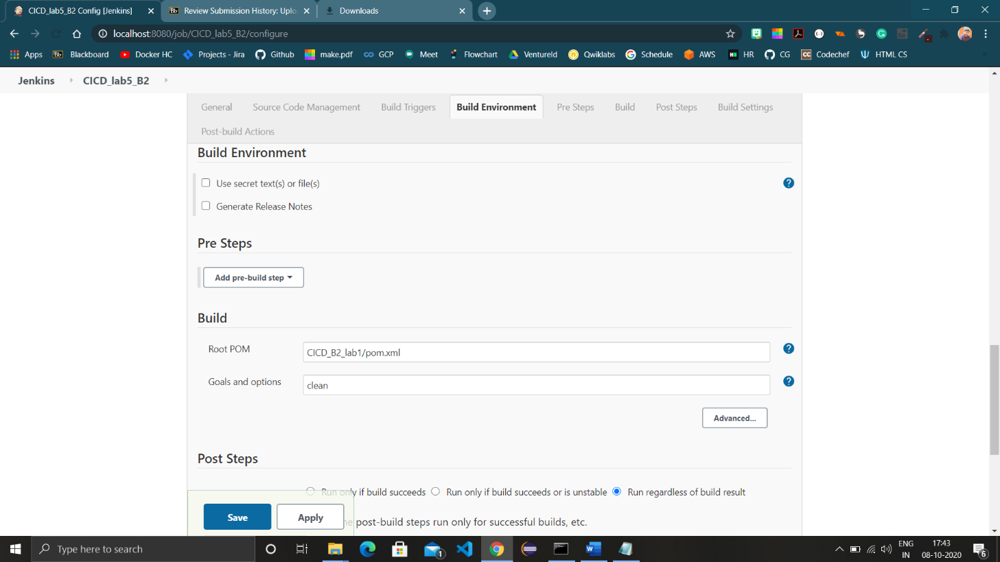 CICD_lab5_B2 Config [Jenkins]
Review Submission History: Uplo
Downloads
localhost:8080/job/CICD_lab5_B2/configure
Apps
Bb Blackboard
Docker HC
Projects - Jira
Github
make.pdf
GCP
Meet
Flowchart
Ventureld
Qwiklabs
Schedule
AWS
HR
CG
Codechef
HTML CS
Jenkins
CICD_lab5_B2
General
Source Code Management
Build Triggers
Build Environment
Pre Steps
Build
Post Steps
Build Settings
Post-build Actions
Build Environment
Use secret text(s) or file(s)
Generate Release Notes
Pre Steps
Add pre-build step
Build
Root POM
CICD_B2_lab1/pom.xml
Goals and options
clean
Advanced...
Post Steps
Run only if build succeeds
Run only if build succeeds or is unstable
Run regardless of build result
post-build steps run only for successful builds, etc.
Save
Apply
Type here to search
1
ENG
IN
17:43
08-10-2020
6